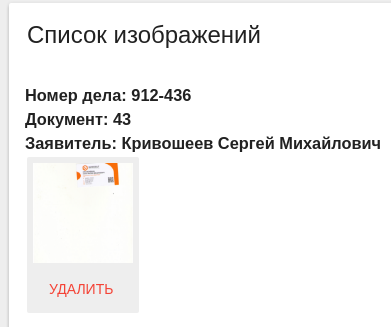 Список изображений
Номер дела: 912-436
Документ: 43
Заявитель: Кривошеев Сергей Михайлович
УДАЛИТЬ